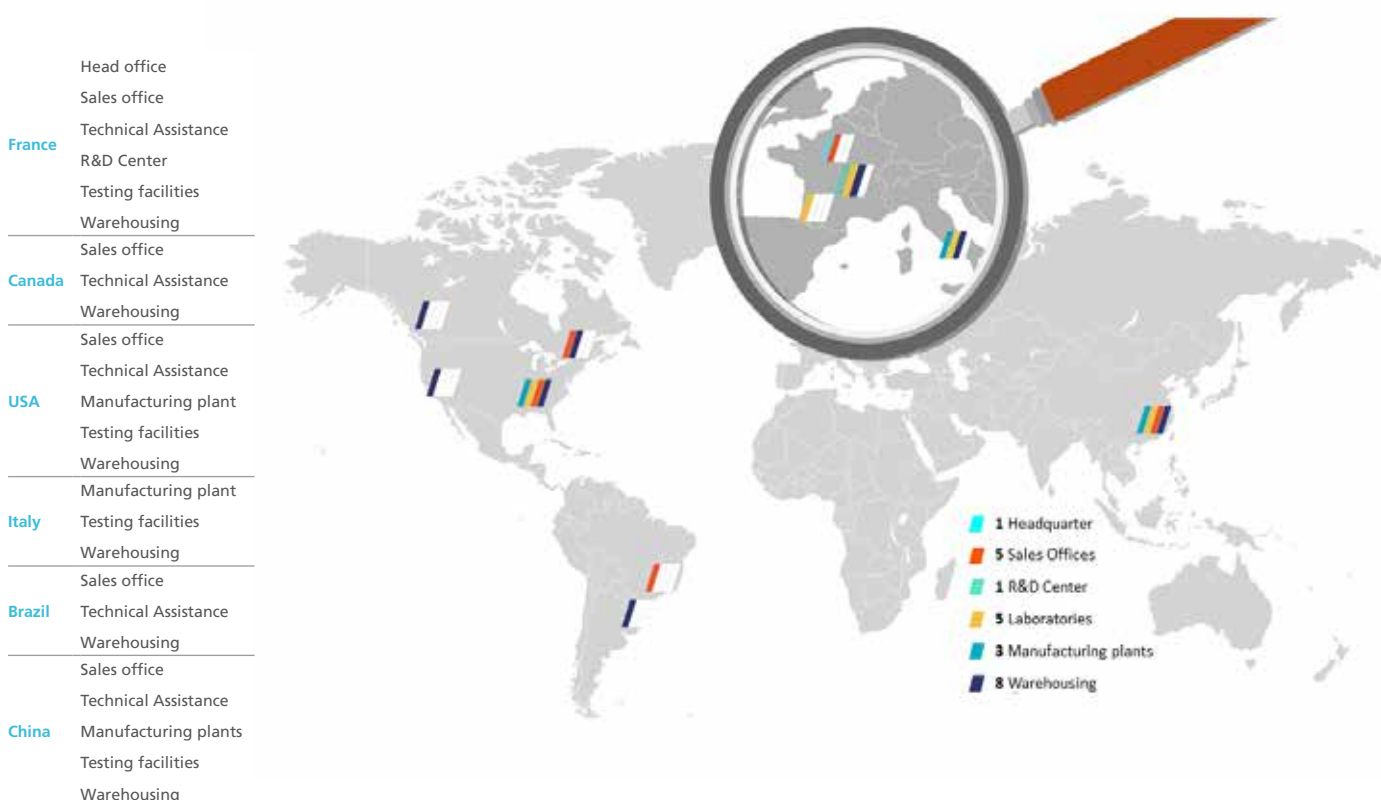 Head office
Sales office
Technical Assistance
France
R&D Center
Testing facilities
Warehousing
Sales office
Canada Technical Assistance
Warehousing
Sales office
Technical Assistance
USA Manufacturing plant
Testing facilities
Warehousing
Manufacturing plant
Italy Testing facilities
Warehousing
Sales office
Brazil Technical Assistance
Warehousing
Sales office
Technical Assistance
China Manufacturing plants
Testing facilities
Warehousing
1 Headquarter
5 Sales Offices
1 R&D Center
5 Laboratories
3 Manufacturing plants
8 Warehousing